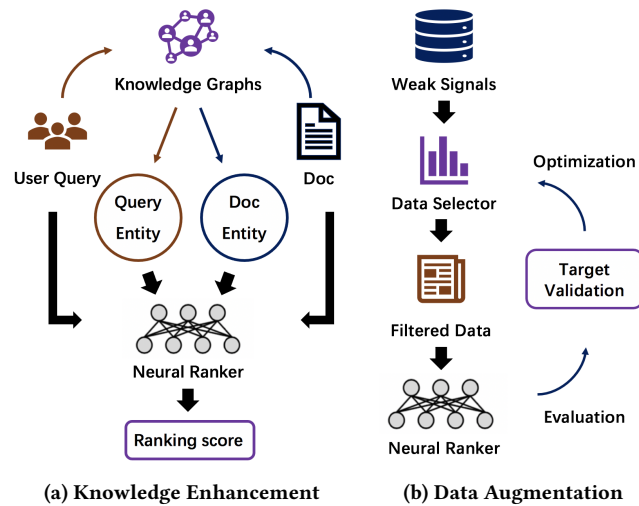 Knowledge Graphs
User Query
Doc
Query
Entity
Doc
Entity
Neural Ranker
Ranking score
(a) Knowledge Enhancement
Weak Signals
Data Selector
Filtered Data
Neural Ranker
Optimization
Target
Validation
Evaluation
(b) Data Augmentation